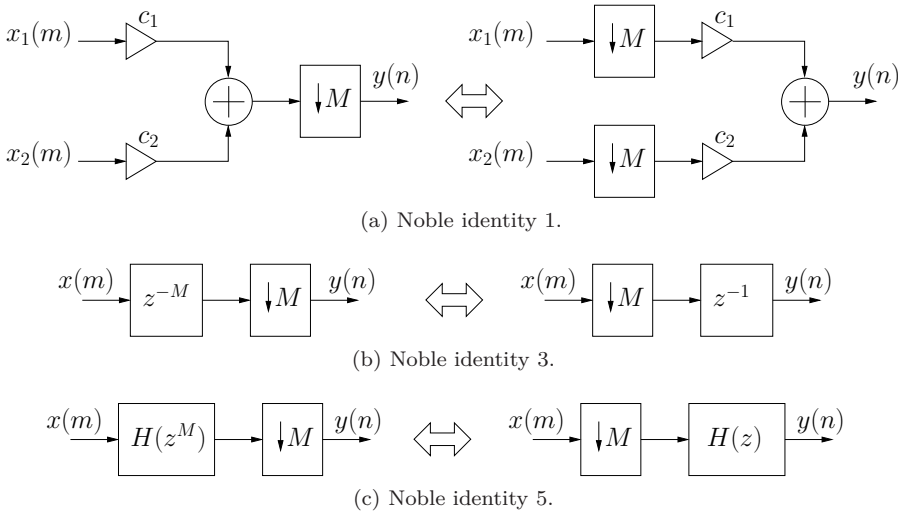 c₁ c₁
x₁(m) x₁(m) ↓M
y(n) y(n)
+ ↓M +
c₂ c₂
x₂(m) x₂(m) ↓M
(a) Noble identity 1.
x(m) y(n) x(m) y(n)
z⁻ᴹ ↓M ↓M z⁻¹
(b) Noble identity 3.
x(m) y(n) x(m) y(n)
H(zᴹ) ↓M ↓M H(z)
(c) Noble identity 5.